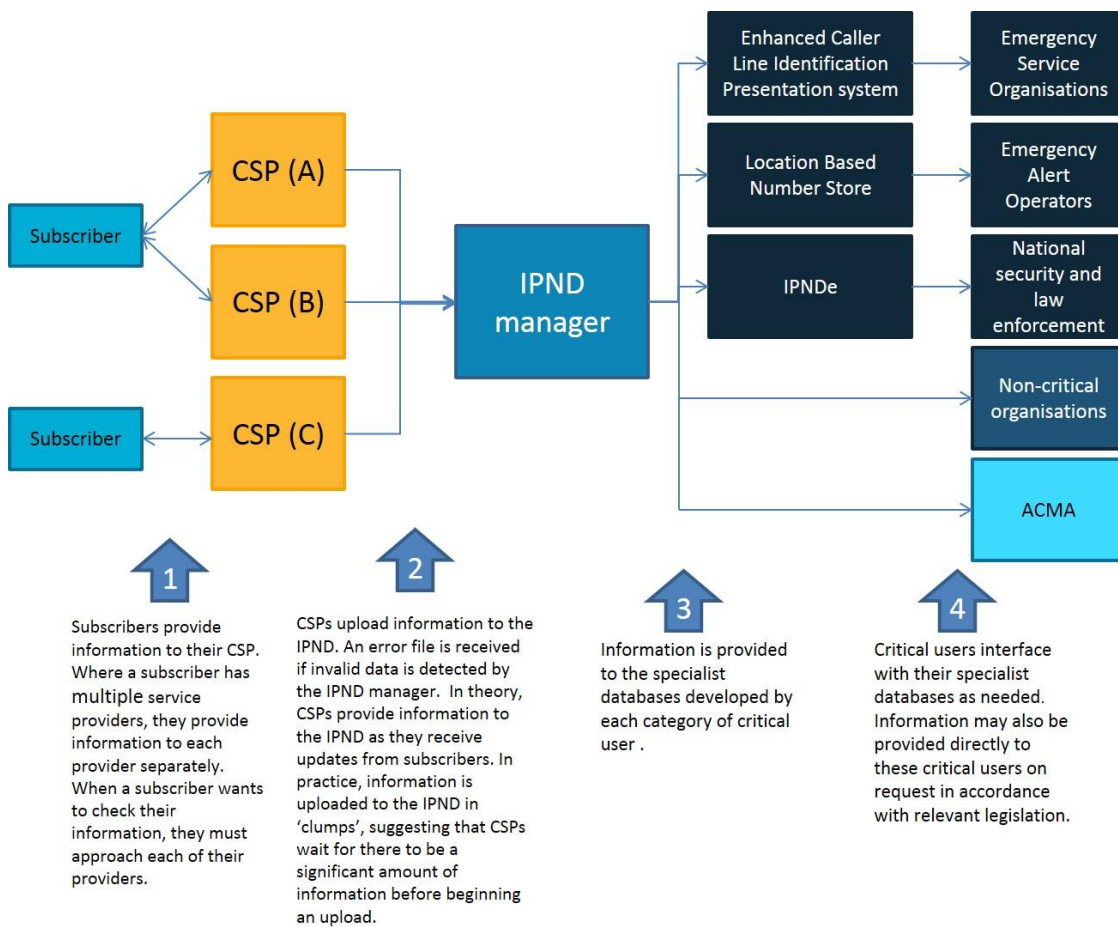 Subscriber
Subscriber
CSP (A)
CSP (B)
CSP (C)
IPND
manager
Enhanced Caller
Line Identification
Presentation system
Emergency
Service
Organisations
Location Based
Number Store
Emergency
Alert
Operators
IPNDe
National
security and
law
enforcement
Non-critical
organisations
ACMA
1
Subscribers provide
information to their CSP.
Where a subscriber has
multiple service
providers, they provide
information to each
provider separately.
When a subscriber wants
to check their
information, they must
approach each of their
providers.
2
CSPs upload information to the
IPND. An error file is received
if invalid data is detected by
the IPND manager.  In theory,
CSPs provide information to
the IPND as they receive
updates from subscribers. In
practice, information is
uploaded to the IPND in
‘clumps’, suggesting that CSPs
wait for there to be a
significant amount of
information before beginning
an upload.
3
Information is provided
to the specialist
databases developed by
each category of critical
user .
4
Critical users interface
with their specialist
databases as needed.
Information may also be
provided directly to
these critical users on
request in accordance
with relevant legislation.